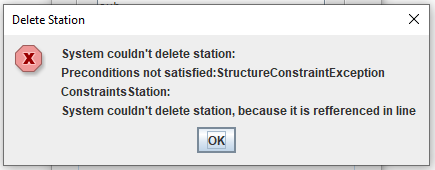 Delete Station
System couldn't delete station:
Preconditions not satisfied:StructureConstraintException
ConstraintsStation:
System couldn't delete station, because it is refferenced in line
OK